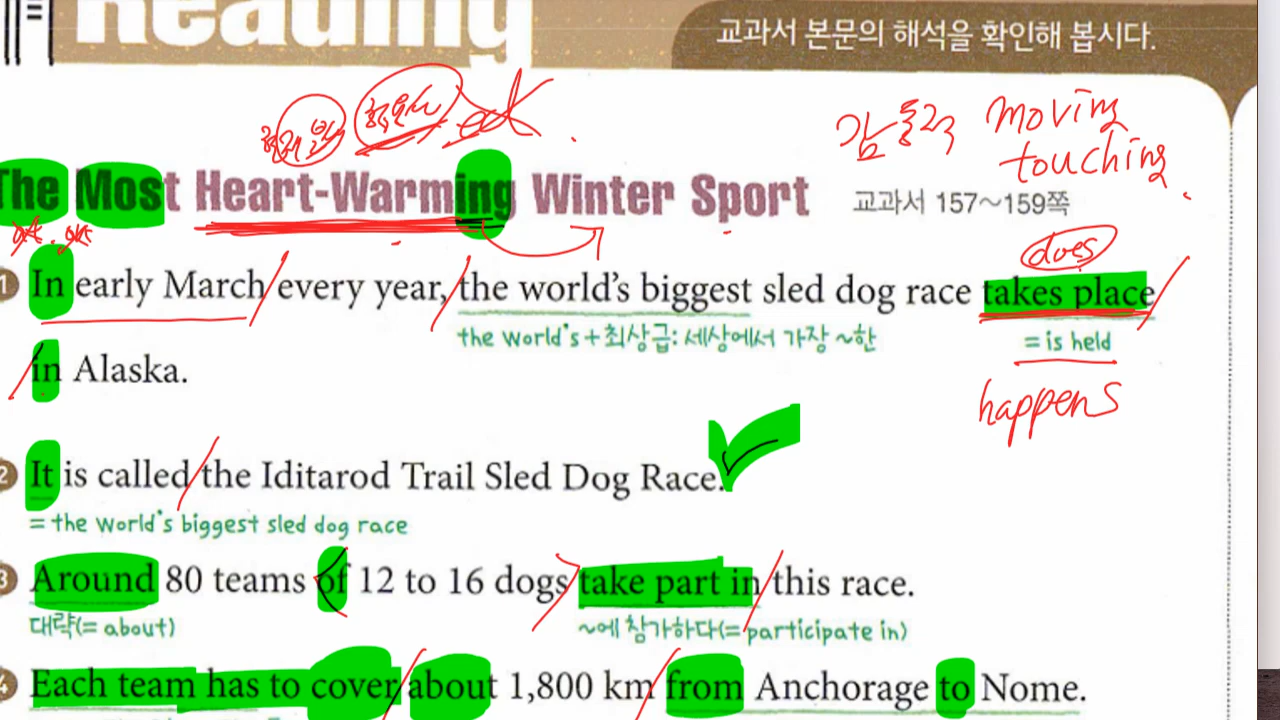 Reading
교과서 본문의 해석을 확인해 봅시다.
감동적 moving
touching
The Most Heart-Warming Winter Sport 교과서 157~159쪽
does
1 In early March every year, the world's biggest sled dog race takes place
the world's + 최상급: 세상에서 가장 ~한
= is held
in Alaska.
happens
2 It is called the Iditarod Trail Sled Dog Race.
= the world's biggest sled dog race
3 Around 80 teams of 12 to 16 dogs take part in this race.
대략(= about)
~에 참가하다(= participate in)
4 Each team has to cover about 1,800 km from Anchorage to Nome.